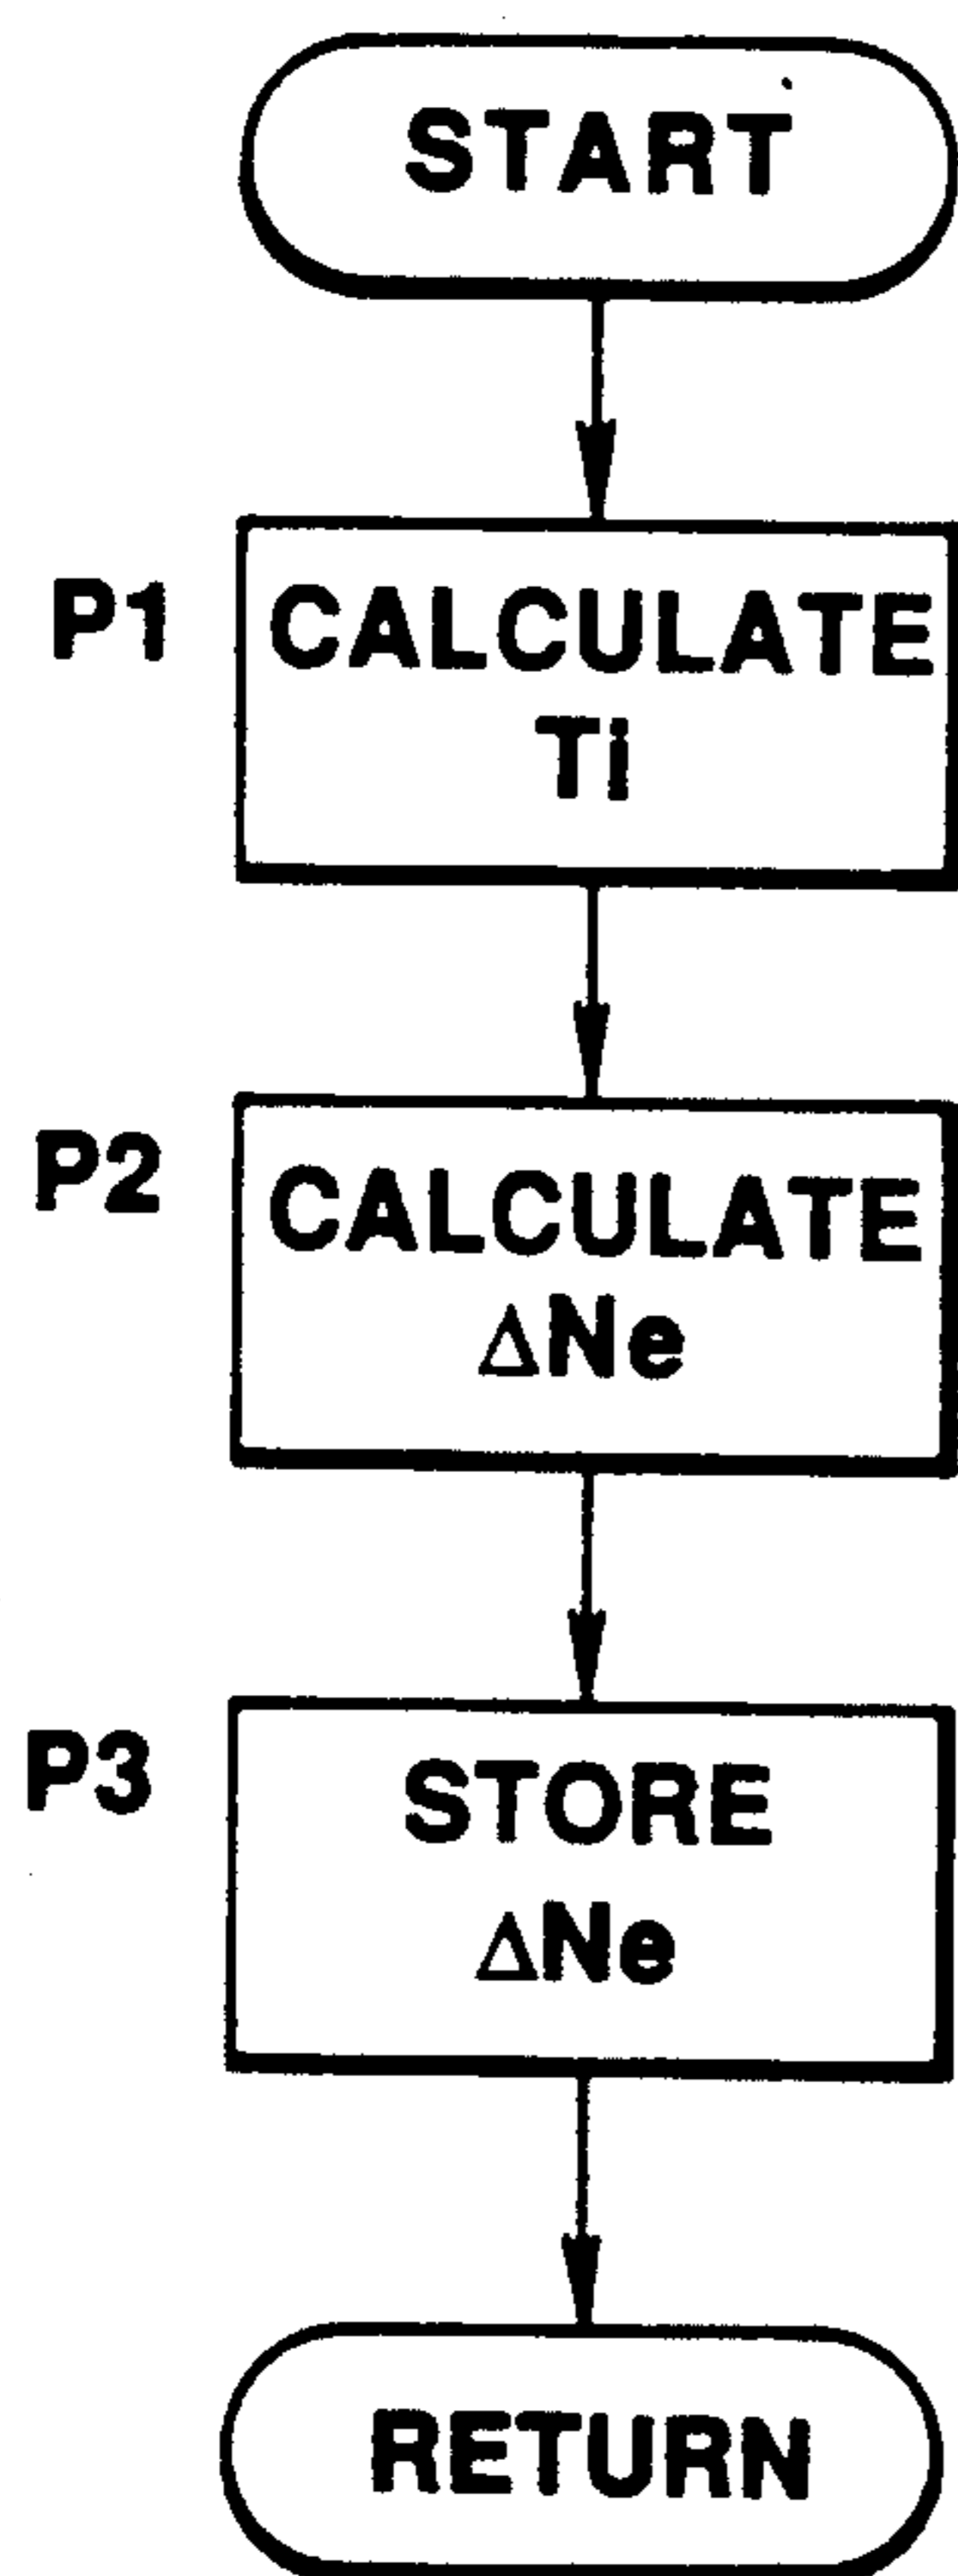 START
P1
CALCULATE
Ti
P2
CALCULATE
ΔNe
P3
STORE
ΔNe
RETURN